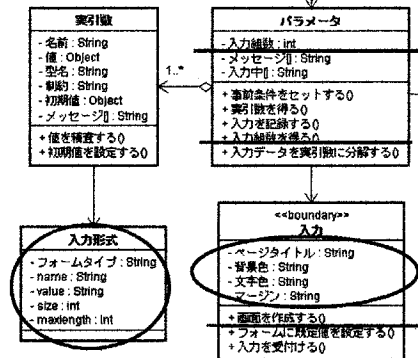 実引数
- 名前 : String
- 値 : Object
- 型名 : String
- 制約 : String
- 初期値 : Object
- メッセージ[] : String
+ 値を検査する()
+ 初期値を設定する()
1..*
パラメータ
- 入力組数 : int
- メッセージ[] : String
- 入力中[] : String
+ 事前条件をセットする()
+ 実引数を得る()
+ 入力を記録する()
+ 入力組数を得る()
+ 入力データを実引数に分解する()
入力形式
- フォームタイプ : String
- name : String
- value : String
- size : int
- maxlength : int
<<boundary>>
入力
- ページタイトル : String
- 背景色 : String
- 文字色 : String
- マージン : String
+ 画面を作成する()
+ フォームに既定値を設定する()
+ 入力を受付ける()